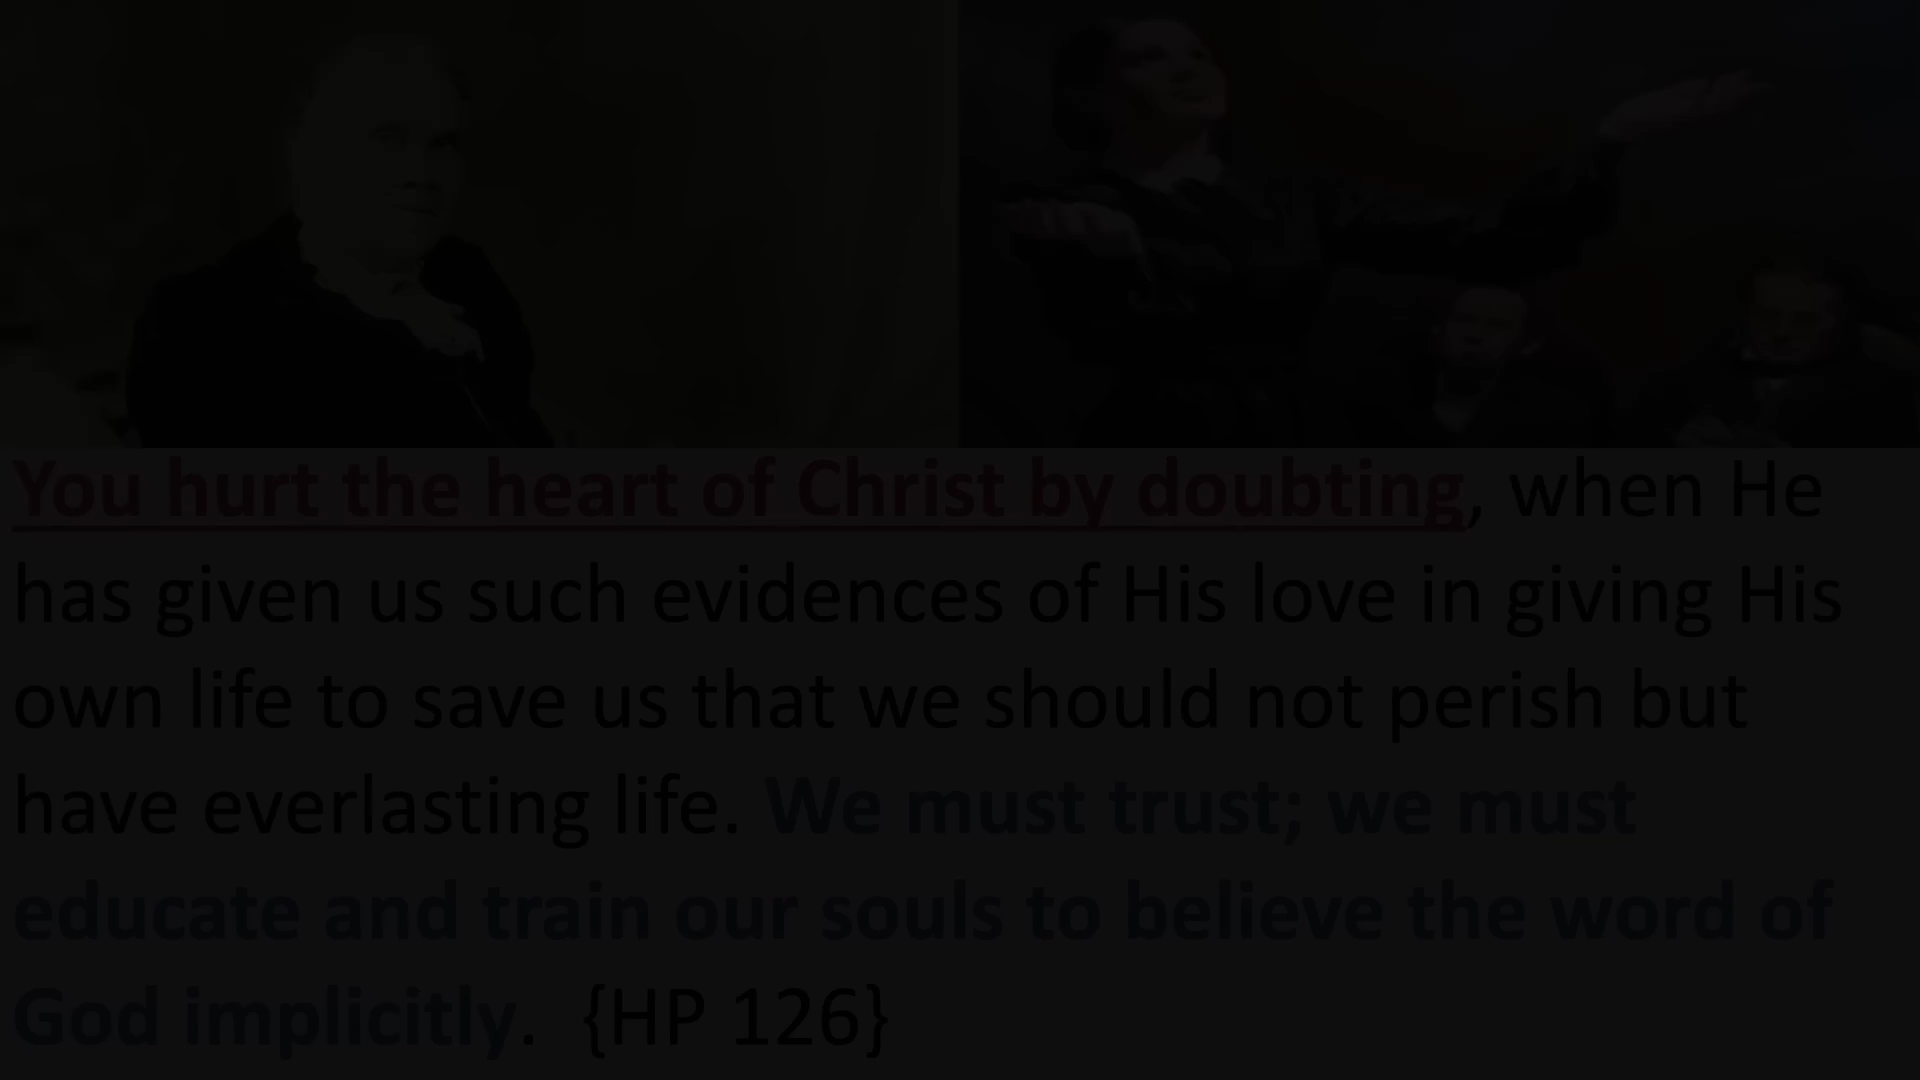 You hurt the heart of Christ by doubting, when He
has given us such evidences of His love in giving His
own life to save us that we should not perish but
have everlasting life. We must trust; we must
educate and train our souls to believe the word of
God implicitly.  {HP 126}